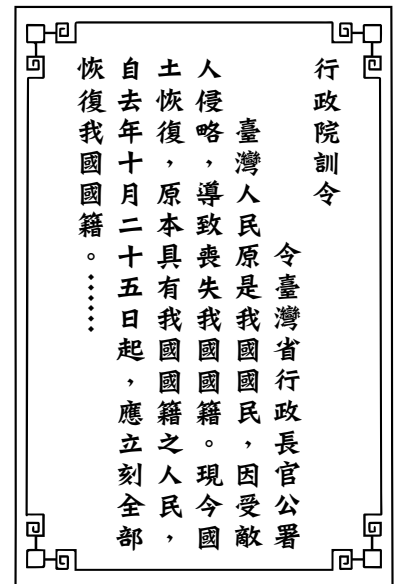 行政院訓令
令臺灣省行政長官公署
臺灣人民原是我國國民，因受敵
人侵略，導致喪失我國國籍。現今國
土恢復，原本具有我國國籍之人民，
自去年十月二十五日起，應立刻全部
恢復我國國籍。……